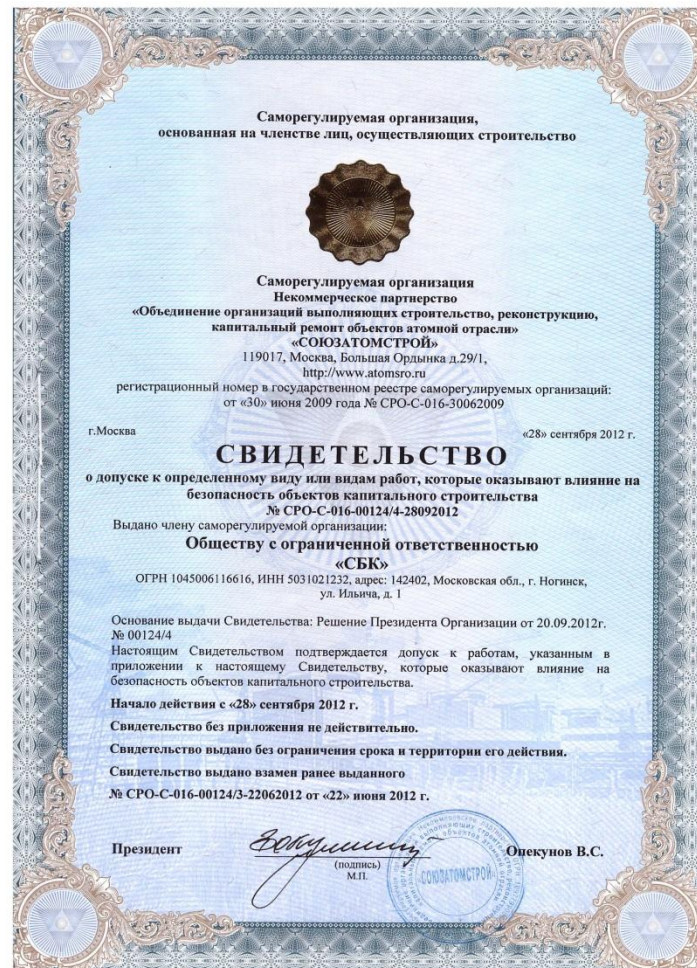 Саморегулируемая организация,
основанная на членстве лиц, осуществляющих строительство
Саморегулируемая организация
Некоммерческое партнерство
«Объединение организаций выполняющих строительство, реконструкцию,
капитальный ремонт объектов атомной отрасли»
«СОЮЗАТОМСТРОЙ»
119017, Москва, Большая Ордынка д.29/1,
http://www.atomsro.ru
регистрационный номер в государственном реестре саморегулируемых организаций:
от «30» июня 2009 года № СРО-С-016-30062009
г.Москва
«28» сентября 2012 г.
СВИДЕТЕЛЬСТВО
о допуске к определенному виду или видам работ, которые оказывают влияние на
безопасность объектов капитального строительства
№ СРО-С-016-00124/4-28092012
Выдано члену саморегулируемой организации:
Обществу с ограниченной ответственностью
«СБК»
ОГРН 1045006116616, ИНН 5031021232, адрес: 142402, Московская обл., г. Ногинск,
ул. Ильича, д. 1
Основание выдачи Свидетельства: Решение Президента Организации от 20.09.2012г.
№ 00124/4
Настоящим Свидетельством подтверждается допуск к работам, указанным в
приложении к настоящему Свидетельству, которые оказывают влияние на
безопасность объектов капитального строительства.
Начало действия с «28» сентября 2012 г.
Свидетельство без приложения не действительно.
Свидетельство выдано без ограничения срока и территории его действия.
Свидетельство выдано взамен ранее выданного
№ СРО-С-016-00124/3-22062012 от «22» июня 2012 г.
Президент
Опекунов В.С.
(подпись)
М.П.
СОЮЗАТОМСТРОЙ